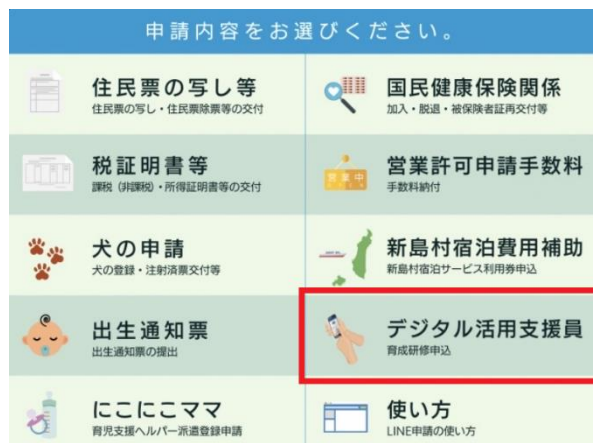 申請内容をお選びください。
住民票の写し等
住民票の写し・住民票除票等の交付
国民健康保険関係
加入・脱退・被保険者証再交付等
税証明書等
課税（非課税）・所得証明書等の交付
営業中
営業許可申請手数料
手数料納付
犬の申請
犬の登録・注射済票交付等
新島村宿泊費用補助
新島村宿泊サービス利用券申込
出生通知票
出生通知票の提出
デジタル活用支援員
育成研修申込
にこにこママ
育児支援ヘルパー派遣登録申請
使い方
LINE申請の使い方